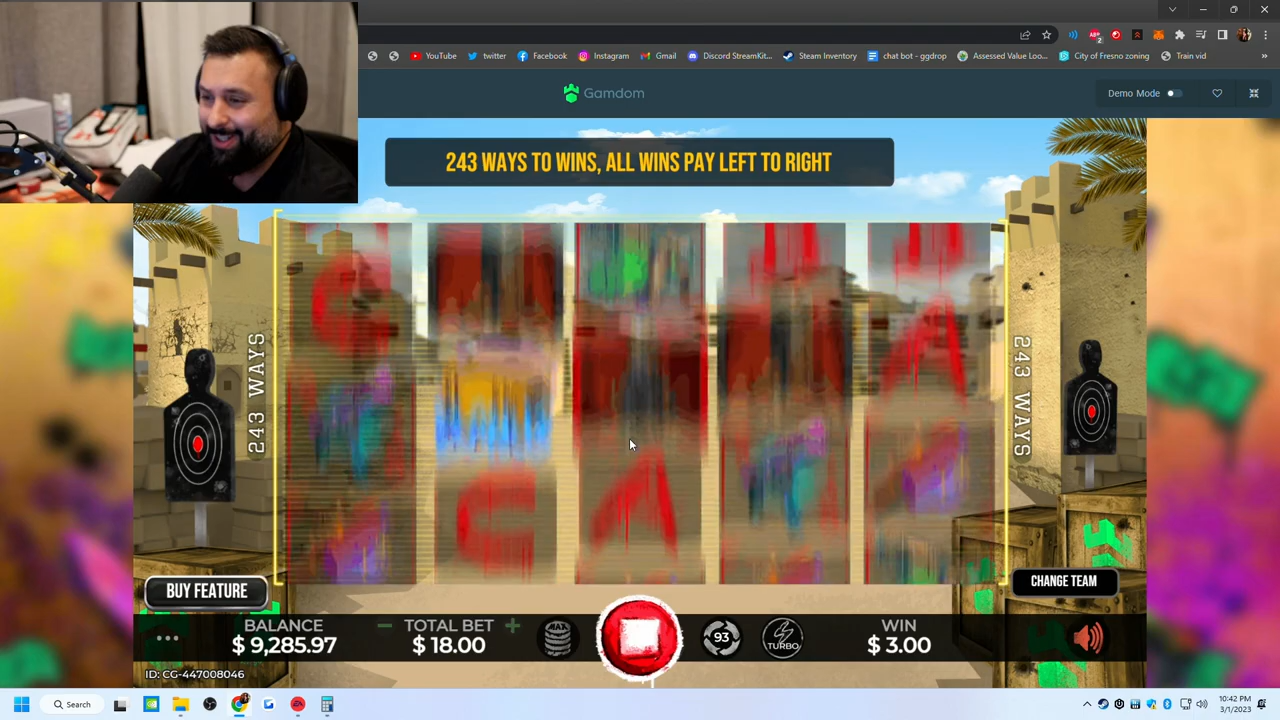 YouTube
twitter
Facebook
Instagram
Gmail
Discord StreamKit...
Steam Inventory
chat bot - ggdrop
Assessed Value Loo...
City of Fresno zoning
Train vid
Gamdom
Demo Mode
243 WAYS TO WINS, ALL WINS PAY LEFT TO RIGHT
243 WAYS
243 WAYS
BUY FEATURE
CHANGE TEAM
BALANCE
$ 9,285.97
TOTAL BET
$ 18.00
MAX
93
TURBO
WIN
$ 3.00
ID: CG-447008046
Search
10:42 PM
3/1/2023